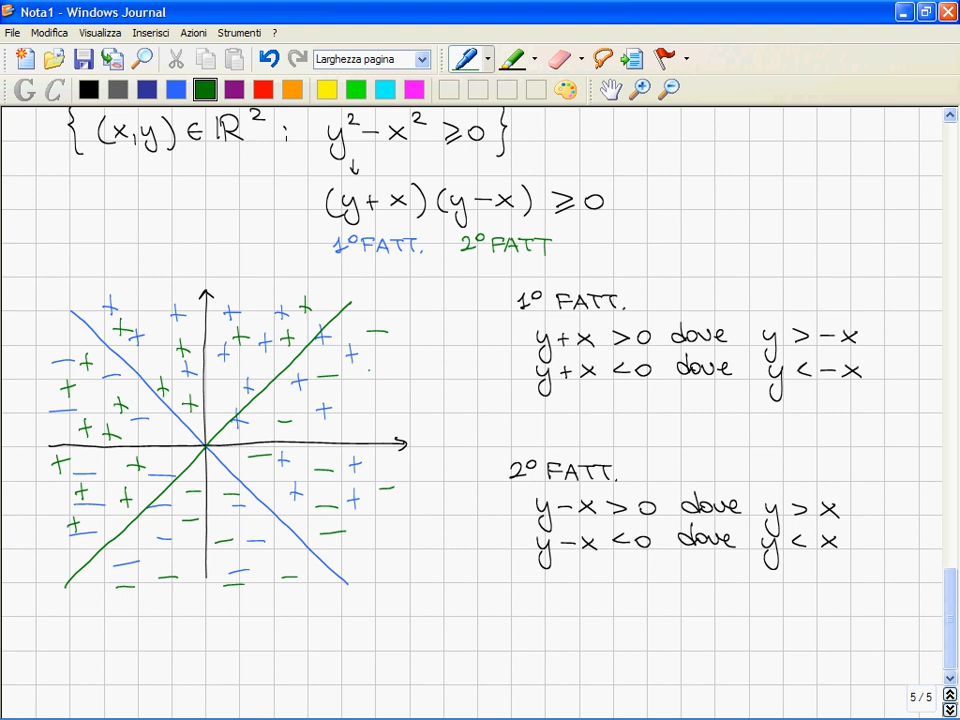 Nota1 - Windows Journal
File Modifica Visualizza Inserisci Azioni Strumenti ?
Larghezza pagina
G C
{ (x,y) ∈ ℝ² : y² - x² ≥ 0 }
↓
(y + x) (y - x) ≥ 0
1° FATT. 2° FATT
1° FATT.
y + x > 0 dove y > - x
y + x < 0 dove y < - x
2° FATT.
y - x > 0 dove y > x
y - x < 0 dove y < x
5 / 5